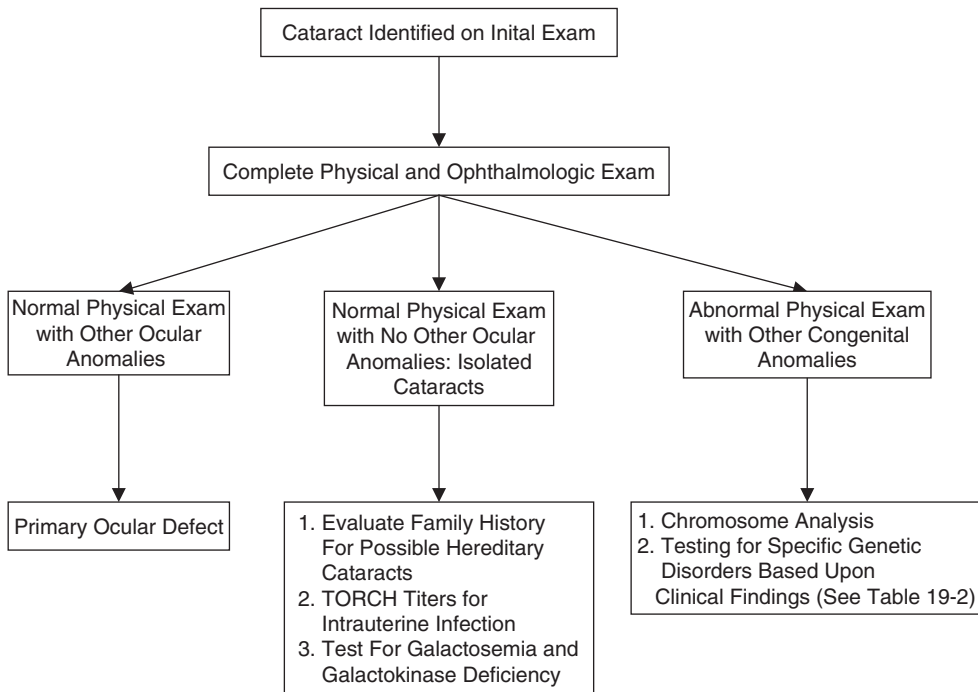 Cataract Identified on Inital Exam
Complete Physical and Ophthalmologic Exam
Normal Physical Exam
with Other Ocular
Anomalies
Normal Physical Exam
with No Other Ocular
Anomalies: Isolated
Cataracts
Abnormal Physical Exam
with Other Congenital
Anomalies
Primary Ocular Defect
1. Evaluate Family History
For Possible Hereditary
Cataracts
2. TORCH Titers for
Intrauterine Infection
3. Test For Galactosemia and
Galactokinase Deficiency
1. Chromosome Analysis
2. Testing for Specific Genetic
Disorders Based Upon
Clinical Findings (See Table 19-2)